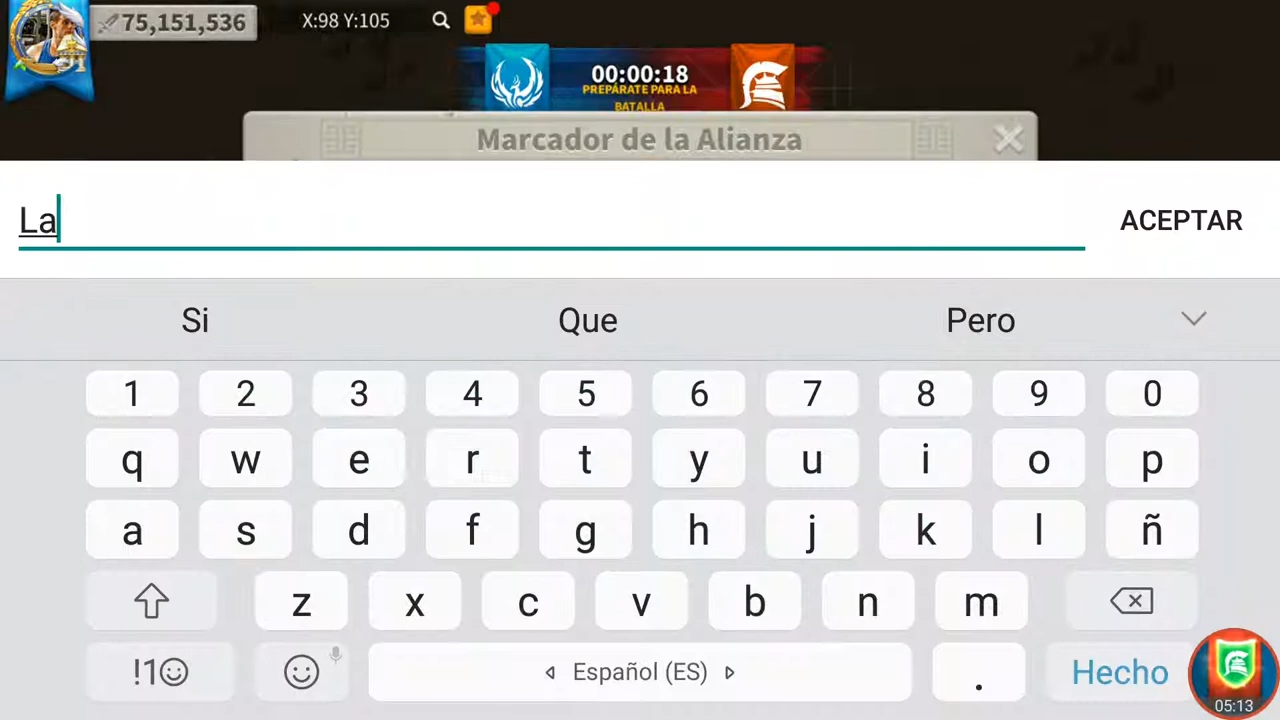 75,151,536
X:98 Y:105
00:00:18
PREPÁRATE PARA LA
BATALLA
Marcador de la Alianza
La
ACEPTAR
Si Que Pero
1 2 3 4 5 6 7 8 9 0
q w e r t y u i o p
a s d f g h j k l ñ
z x c v b n m
!1
Español (ES)
.
Hecho
05:13